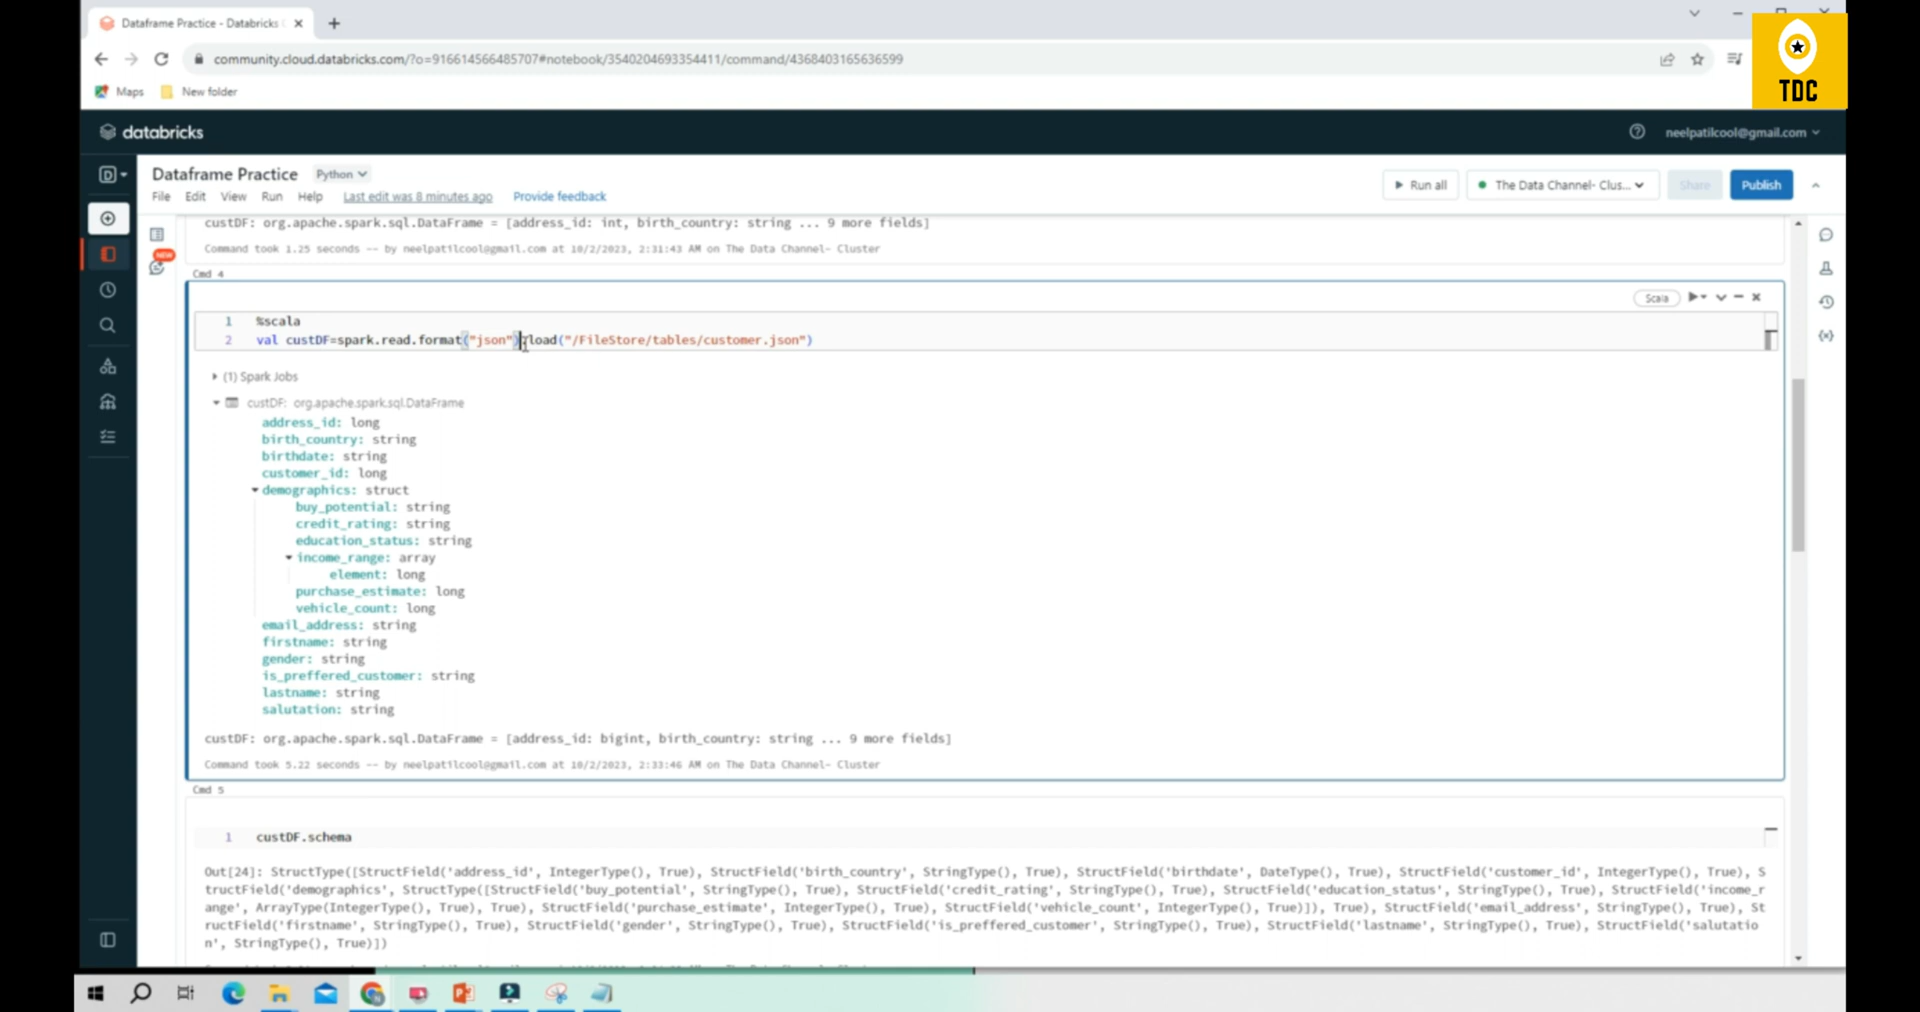 Dataframe Practice - Databricks
TDC
community.cloud.databricks.com/?o=916614566485707#notebook/3540204693354411/command/4368403165636599
Maps New folder
databricks
neelpatilcool@gmail.com
D
Dataframe Practice Python
File Edit View Run Help Last edit was 8 minutes ago Provide feedback
Run all The Data Channel- Clus... Share Publish
NEW
custDF: org.apache.spark.sql.DataFrame = [address_id: int, birth_country: string ... 9 more fields]
Command took 1.25 seconds -- by neelpatilcool@gmail.com at 10/2/2023, 2:31:43 AM on The Data Channel- Cluster
Cmd 4
Scala
1 %scala
2 val custDF=spark.read.format("json").load("/FileStore/tables/customer.json")
(1) Spark Jobs
custDF: org.apache.spark.sql.DataFrame
address_id: long
birth_country: string
birthdate: string
customer_id: long
demographics: struct
buy_potential: string
credit_rating: string
education_status: string
income_range: array
element: long
purchase_estimate: long
vehicle_count: long
email_address: string
firstname: string
gender: string
is_preffered_customer: string
lastname: string
salutation: string
custDF: org.apache.spark.sql.DataFrame = [address_id: bigint, birth_country: string ... 9 more fields]
Command took 5.22 seconds -- by neelpatilcool@gmail.com at 10/2/2023, 2:33:46 AM on The Data Channel- Cluster
Cmd 5
1 custDF.schema
Out[24]: StructType([StructField('address_id', IntegerType(), True), StructField('birth_country', StringType(), True), StructField('birthdate', DateType(), True), StructField('customer_id', IntegerType(), True), S
tructField('demographics', StructType([StructField('buy_potential', StringType(), True), StructField('credit_rating', StringType(), True), StructField('education_status', StringType(), True), StructField('income_r
ange', ArrayType(IntegerType(), True), True), StructField('purchase_estimate', IntegerType(), True), StructField('vehicle_count', IntegerType(), True)]), True), StructField('email_address', StringType(), True), St
ructField('firstname', StringType(), True), StructField('gender', StringType(), True), StructField('is_preffered_customer', StringType(), True), StructField('lastname', StringType(), True), StructField('salutatio
n', StringType(), True)])